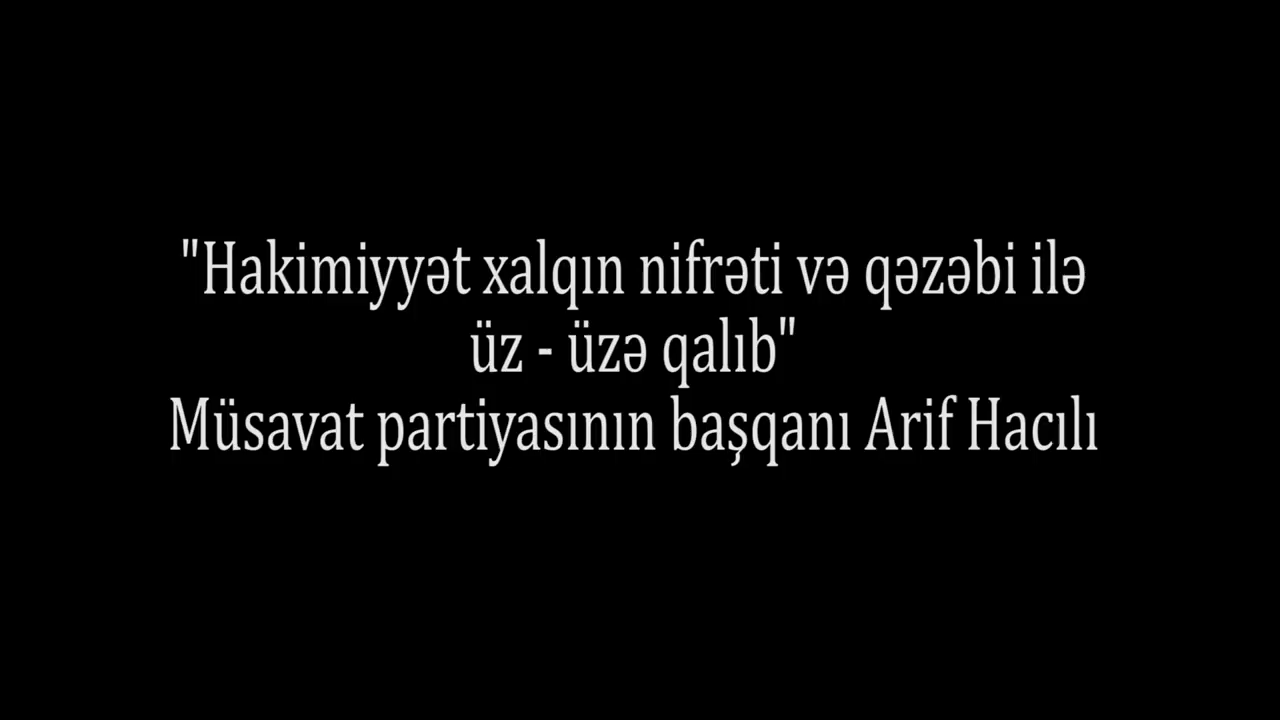 "Hakimiyyət xalqın nifrəti və qəzəbi ilə
üz - üzə qalıb"
Müsavat partiyasının başqanı Arif Hacılı